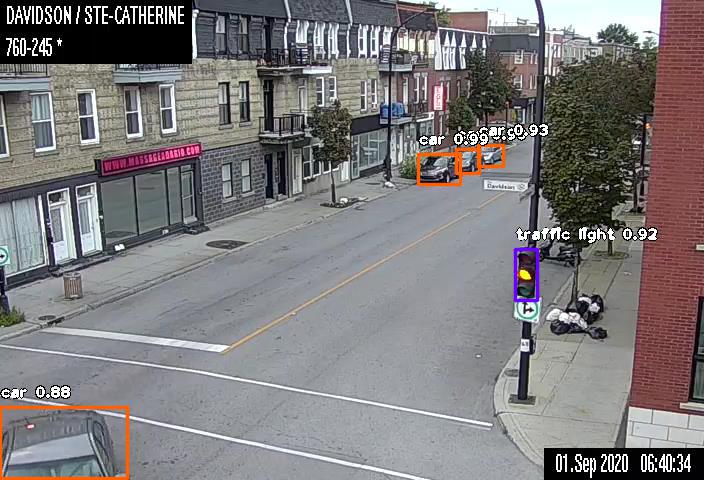 DAVIDSON / STE-CATHERINE
760-245 *
car 0.99
car 0.93
WWW.MASSAGEADARIO.COM
Davidson
traffic light 0.92
car 0.88
01.Sep 2020 06:40:34